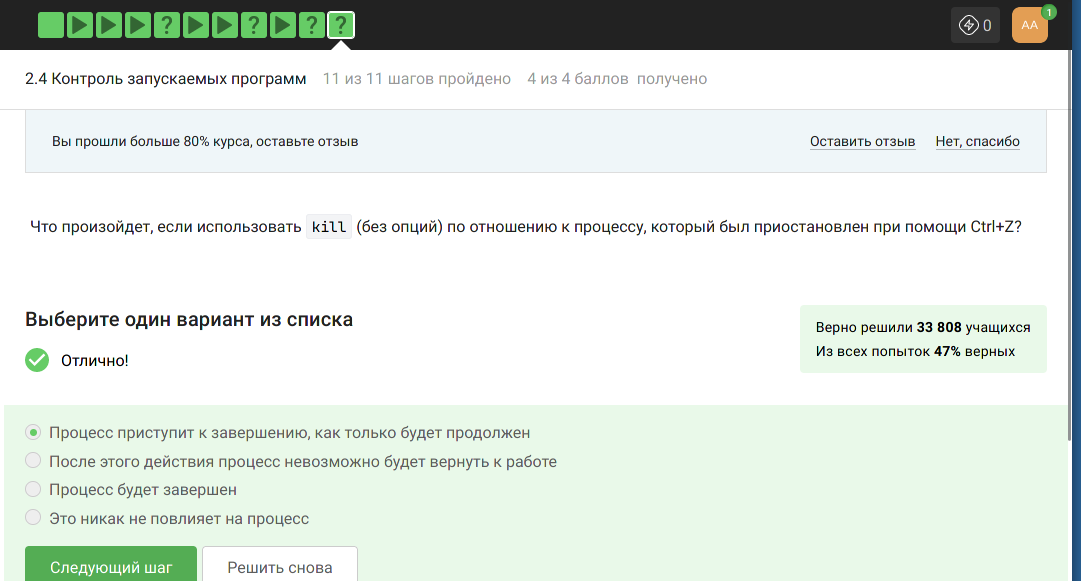 ? ? ? ?
0
AA
1
2.4 Контроль запускаемых программ 11 из 11 шагов пройдено 4 из 4 баллов получено
Вы прошли больше 80% курса, оставьте отзыв Оставить отзыв Нет, спасибо
Что произойдет, если использовать kill (без опций) по отношению к процессу, который был приостановлен при помощи Ctrl+Z?
Выберите один вариант из списка
Верно решили 33 808 учащихся
Из всех попыток 47% верных
Отлично!
Процесс приступит к завершению, как только будет продолжен
После этого действия процесс невозможно будет вернуть к работе
Процесс будет завершен
Это никак не повлияет на процесс
Следующий шаг Решить снова